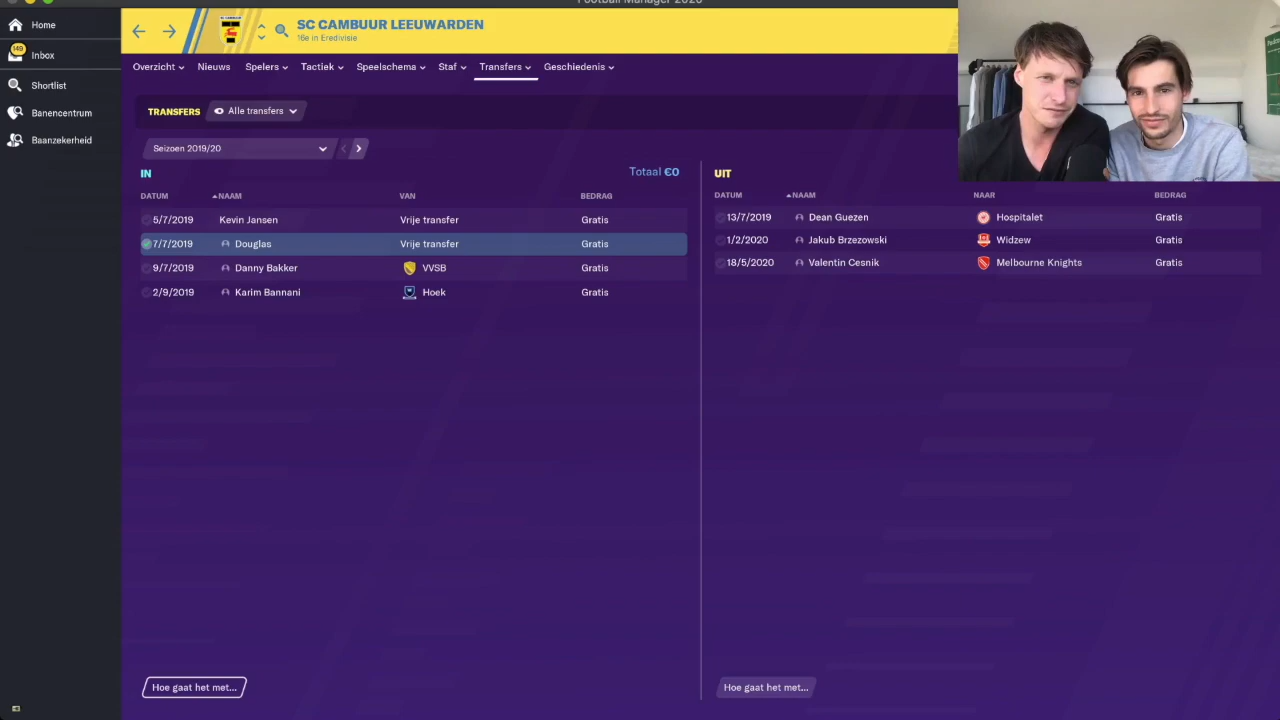 Football Manager 2020
Home
149
Inbox
Shortlist
Banencentrum
Baanzekerheid
SC CAMBUUR LEEUWARDEN
16e in Eredivisie
Overzicht Nieuws Spelers Tactiek Speelschema Staf Transfers Geschiedenis
TRANSFERS Alle transfers
Seizoen 2019/20
IN Totaal €0
DATUM NAAM VAN BEDRAG
5/7/2019 Kevin Jansen Vrije transfer Gratis
7/7/2019 Douglas Vrije transfer Gratis
9/7/2019 Danny Bakker VVSB Gratis
2/9/2019 Karim Bannani Hoek Gratis
Hoe gaat het met...
UIT
DATUM NAAM NAAR BEDRAG
13/7/2019 Dean Guezen Hospitalet Gratis
1/2/2020 Jakub Brzezowski Widzew Gratis
18/5/2020 Valentin Cesnik Melbourne Knights Gratis
Hoe gaat het met...